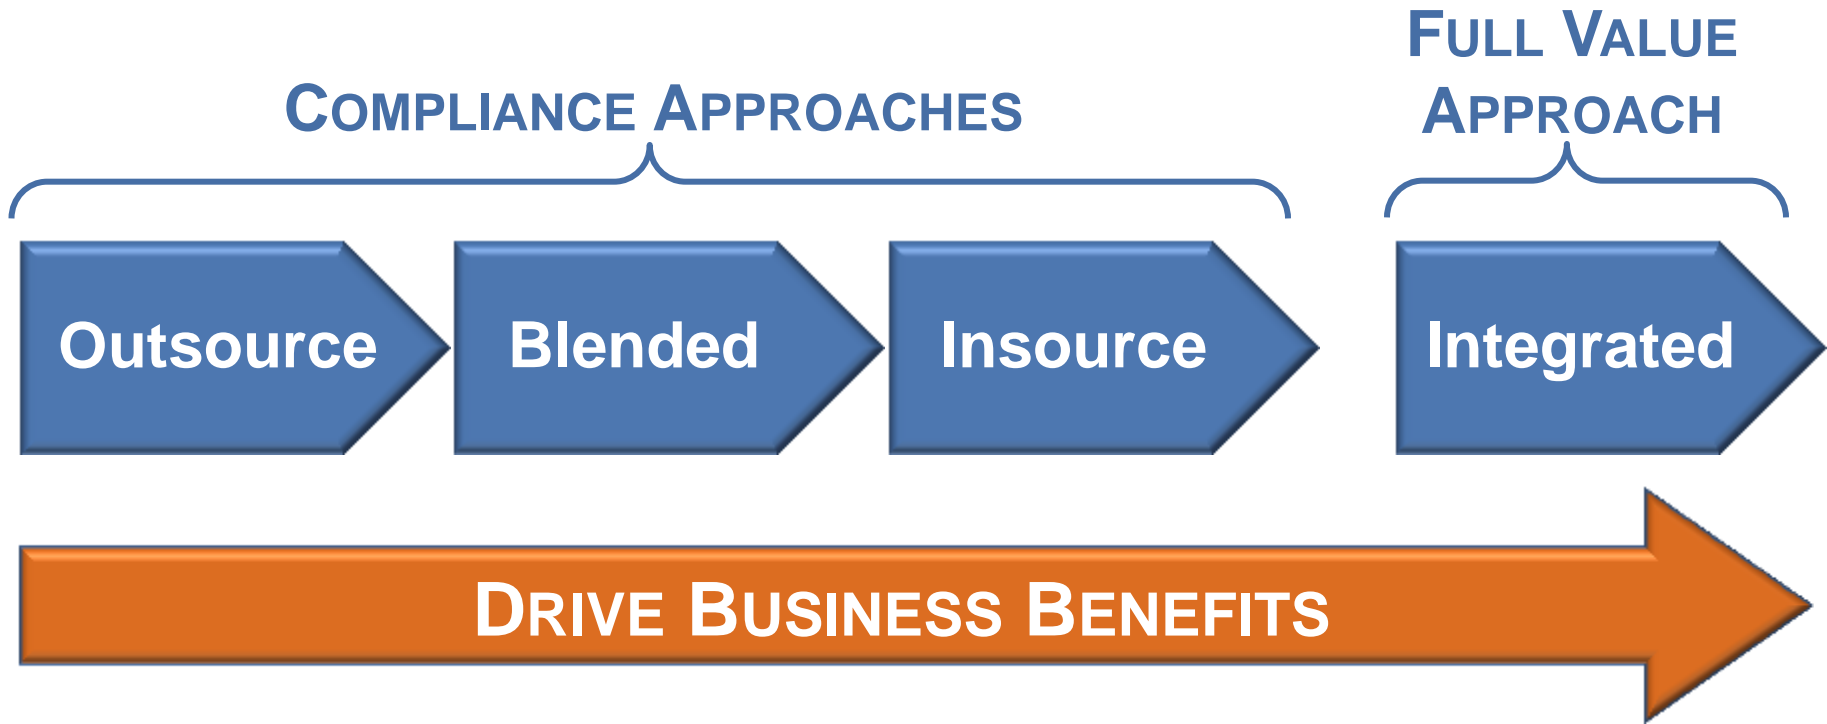 FULL VALUE
APPROACH
COMPLIANCE APPROACHES
Outsource
Blended
Insource
Integrated
DRIVE BUSINESS BENEFITS